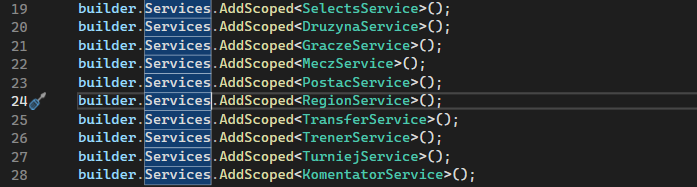 19 builder.Services.AddScoped<SelectsService>();
20 builder.Services.AddScoped<DruzynaService>();
21 builder.Services.AddScoped<GraczeService>();
22 builder.Services.AddScoped<MeczService>();
23 builder.Services.AddScoped<PostacService>();
24 builder.Services.AddScoped<RegionService>();
25 builder.Services.AddScoped<TransferService>();
26 builder.Services.AddScoped<TrenerService>();
27 builder.Services.AddScoped<TurniejService>();
28 builder.Services.AddScoped<KomentatorService>();